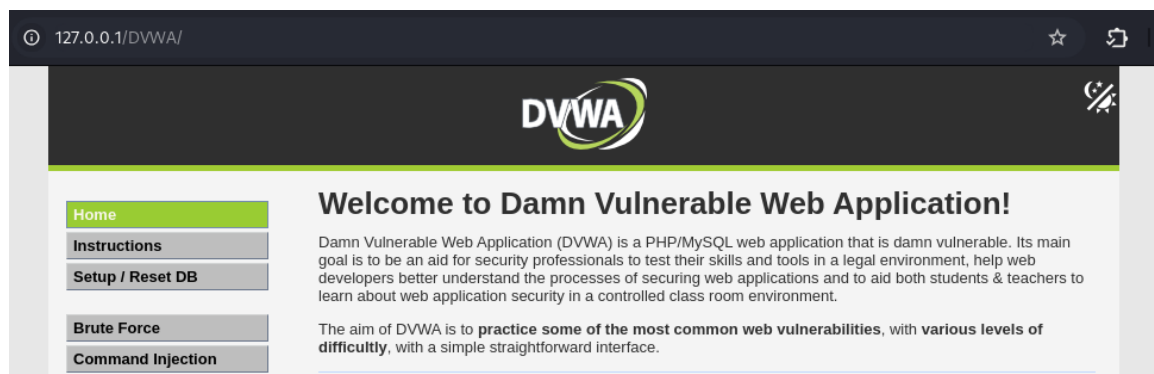 127.0.0.1/DVWA/
DVWA
Home
Instructions
Setup / Reset DB
Brute Force
Command Injection
Welcome to Damn Vulnerable Web Application!
Damn Vulnerable Web Application (DVWA) is a PHP/MySQL web application that is damn vulnerable. Its main
goal is to be an aid for security professionals to test their skills and tools in a legal environment, help web
developers better understand the processes of securing web applications and to aid both students & teachers to
learn about web application security in a controlled class room environment.
The aim of DVWA is to practice some of the most common web vulnerabilities, with various levels of
difficultly, with a simple straightforward interface.